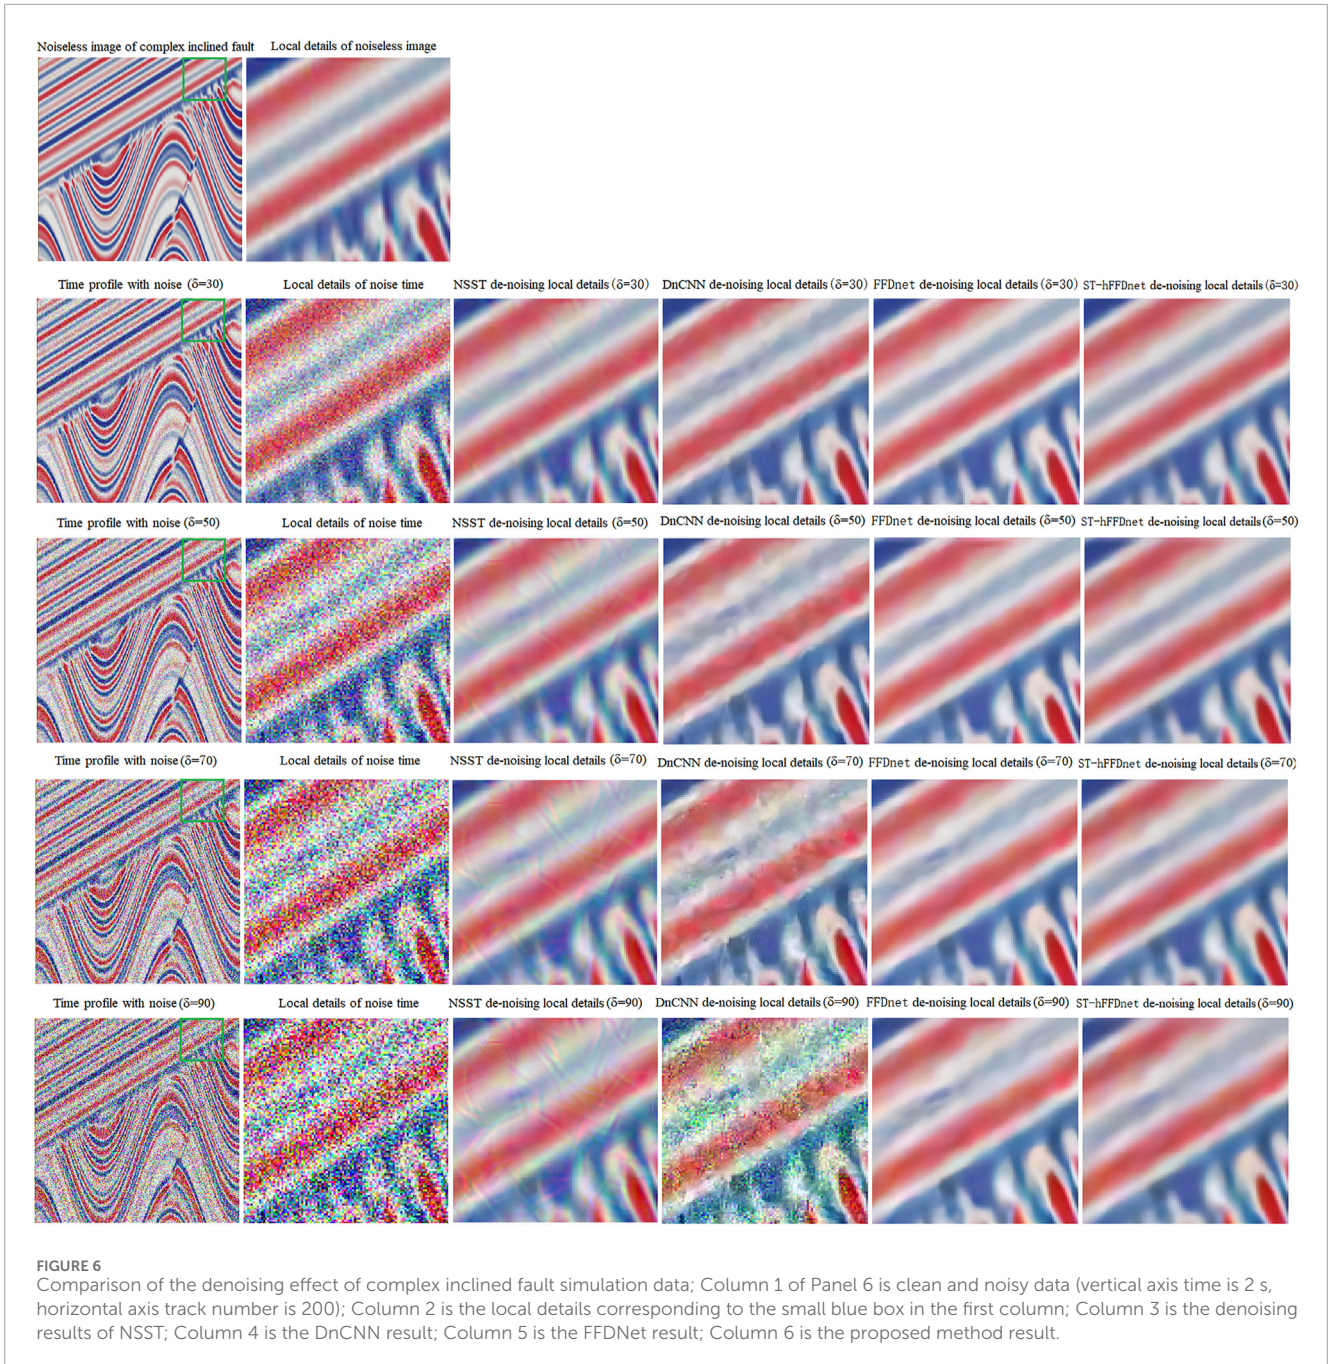 Noiseless image of complex inclined fault
Local details of noiseless image
Time profile with noise (δ=30)
Local details of noise time
NSST de-noising local details (δ=30)
DnCNN de-noising local details (δ=30)
FFDnet de-noising local details (δ=30)
ST-hFFDnet de-noising local details (δ=30)
Time profile with noise (δ=50)
Local details of noise time
NSST de-noising local details (δ=50)
DnCNN de-noising local details (δ=50)
FFDnet de-noising local details (δ=50)
ST-hFFDnet de-noising local details (δ=50)
Time profile with noise (δ=70)
Local details of noise time
NSST de-noising local details (δ=70)
DnCNN de-noising local details (δ=70)
FFDnet de-noising local details (δ=70)
ST-hFFDnet de-noising local details (δ=70)
Time profile with noise (δ=90)
Local details of noise time
NSST de-noising local details (δ=90)
DnCNN de-noising local details (δ=90)
FFDnet de-noising local details (δ=90)
ST-hFFDnet de-noising local details (δ=90)
FIGURE 6
Comparison of the denoising effect of complex inclined fault simulation data; Column 1 of Panel 6 is clean and noisy data (vertical axis time is 2 s,
horizontal axis track number is 200); Column 2 is the local details corresponding to the small blue box in the first column; Column 3 is the denoising
results of NSST; Column 4 is the DnCNN result; Column 5 is the FFDNet result; Column 6 is the proposed method result.